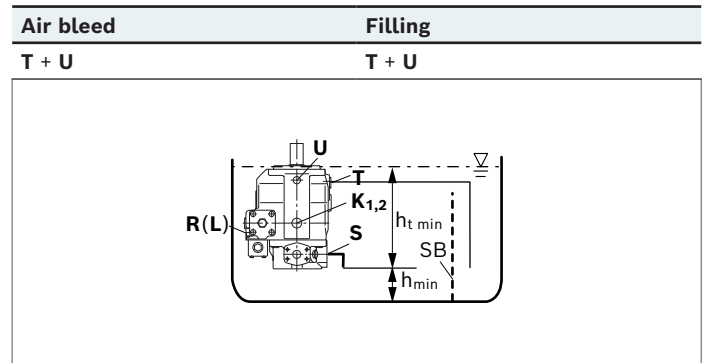 Air bleed Filling
T + U T + U
U
T
K1,2
S
R(L)
ht min
SB
hmin